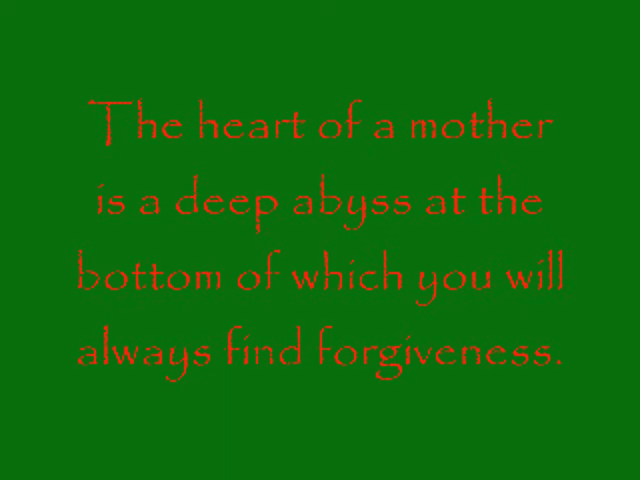 The heart of a mother
is a deep abyss at the
bottom of which you will
always find forgiveness.